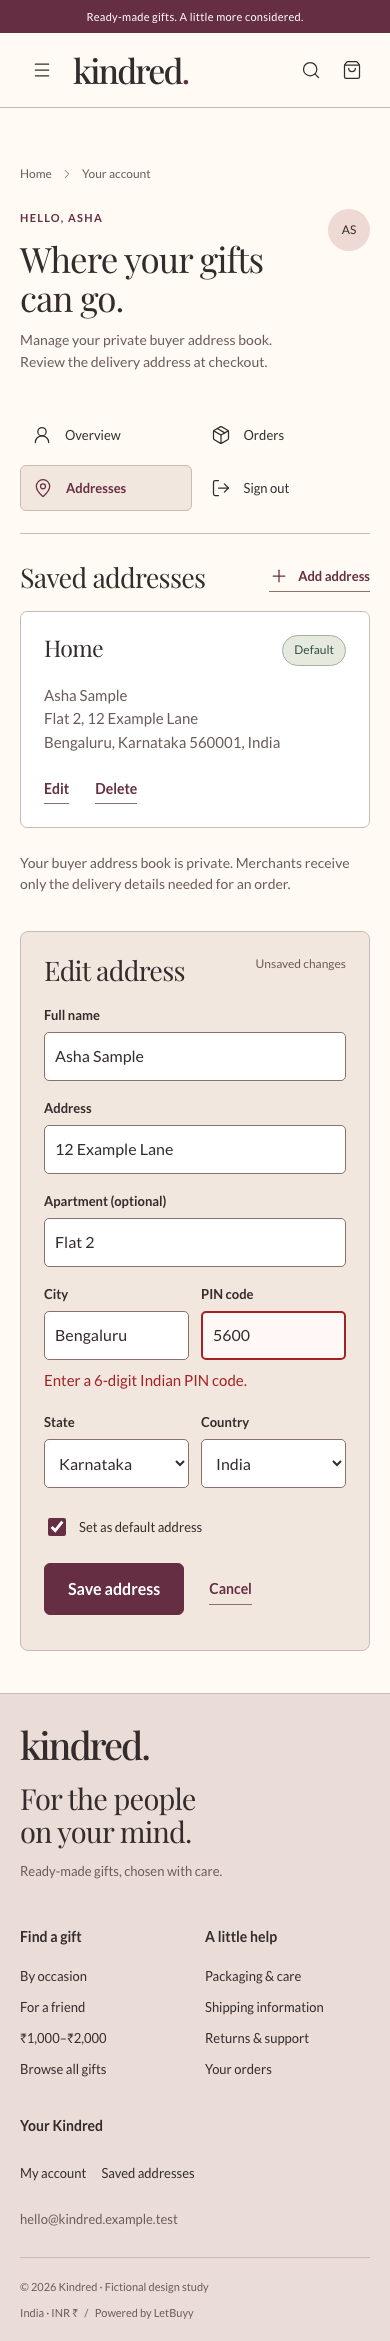 Ready-made gifts. A little more considered.
kindred.
Home > Your account
HELLO, ASHA
AS
Where your gifts
can go.
Manage your private buyer address book.
Review the delivery address at checkout.
Overview
Orders
Addresses
Sign out
Saved addresses
Add address
Home
Default
Asha Sample
Flat 2, 12 Example Lane
Bengaluru, Karnataka 560001, India
Edit
Delete
Your buyer address book is private. Merchants receive
only the delivery details needed for an order.
Edit address
Unsaved changes
Full name
Asha Sample
Address
12 Example Lane
Apartment (optional)
Flat 2
City
PIN code
Bengaluru
5600
Enter a 6-digit Indian PIN code.
State
Country
Karnataka
India
Set as default address
Save address
Cancel
kindred.
For the people
on your mind.
Ready-made gifts, chosen with care.
Find a gift
A little help
By occasion
Packaging & care
For a friend
Shipping information
₹1,000–₹2,000
Returns & support
Browse all gifts
Your orders
Your Kindred
My account
Saved addresses
hello@kindred.example.test
© 2026 Kindred · Fictional design study
India · INR ₹ / Powered by LetBuyy